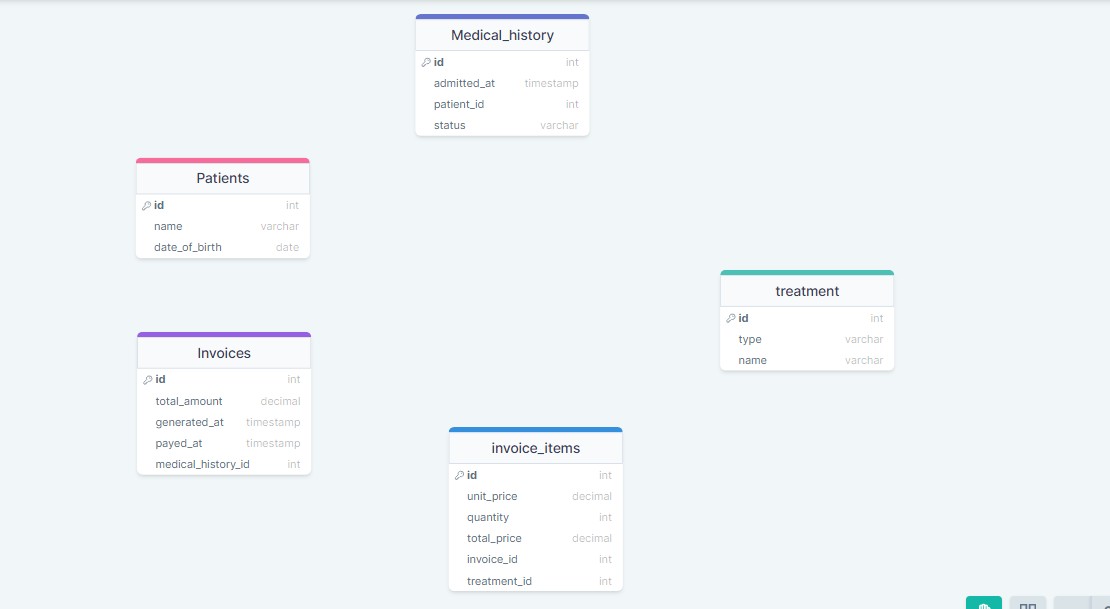 Medical_history
id int
admitted_at timestamp
patient_id int
status varchar
Patients
id int
name varchar
date_of_birth date
treatment
id int
type varchar
name varchar
Invoices
id int
total_amount decimal
generated_at timestamp
payed_at timestamp
medical_history_id int
invoice_items
id int
unit_price decimal
quantity int
total_price decimal
invoice_id int
treatment_id int